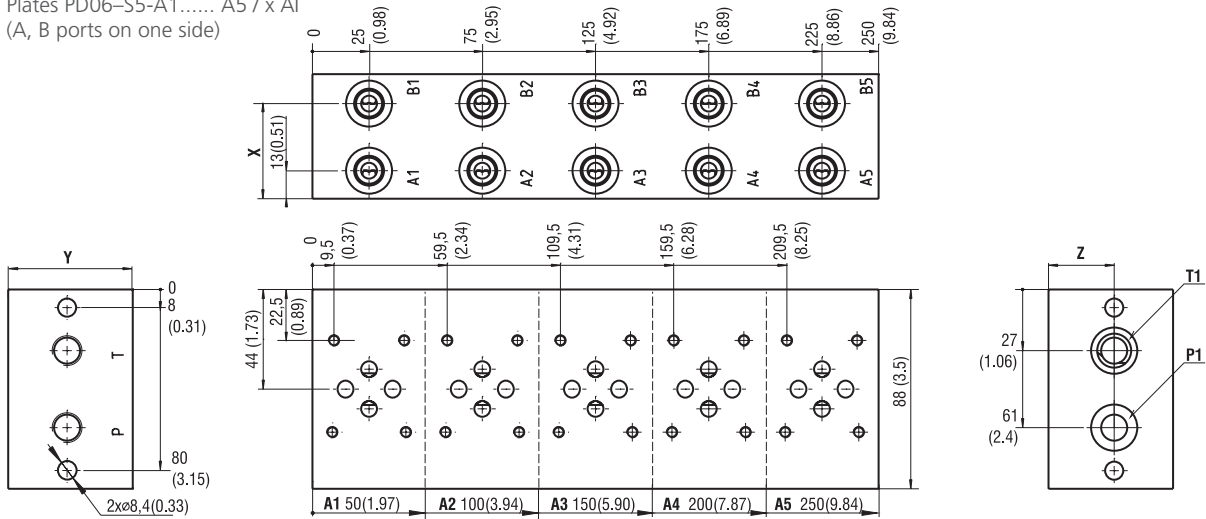 Plates PD06–S5-A1...... A5 / x Al
(A, B ports on one side)
0
25
(0.98)
75
(2.95)
125
(4.92)
175
(6.89)
225
(8.86)
250
(9.84)
B1
B2
B3
B4
B5
X
13(0.51)
A1
A2
A3
A4
A5
0
9,5
(0.37)
59,5
(2.34)
109,5
(4.31)
159,5
(6.28)
209,5
(8.25)
Y
0
8
(0.31)
T
P
80
(3.15)
2xø8,4(0.33)
44 (1.73)
22,5
(0.89)
88 (3.5)
A1 50(1.97)
A2 100(3.94)
A3 150(5.90)
A4 200(7.87)
A5 250(9.84)
Z
T1
27
(1.06)
P1
61
(2.4)